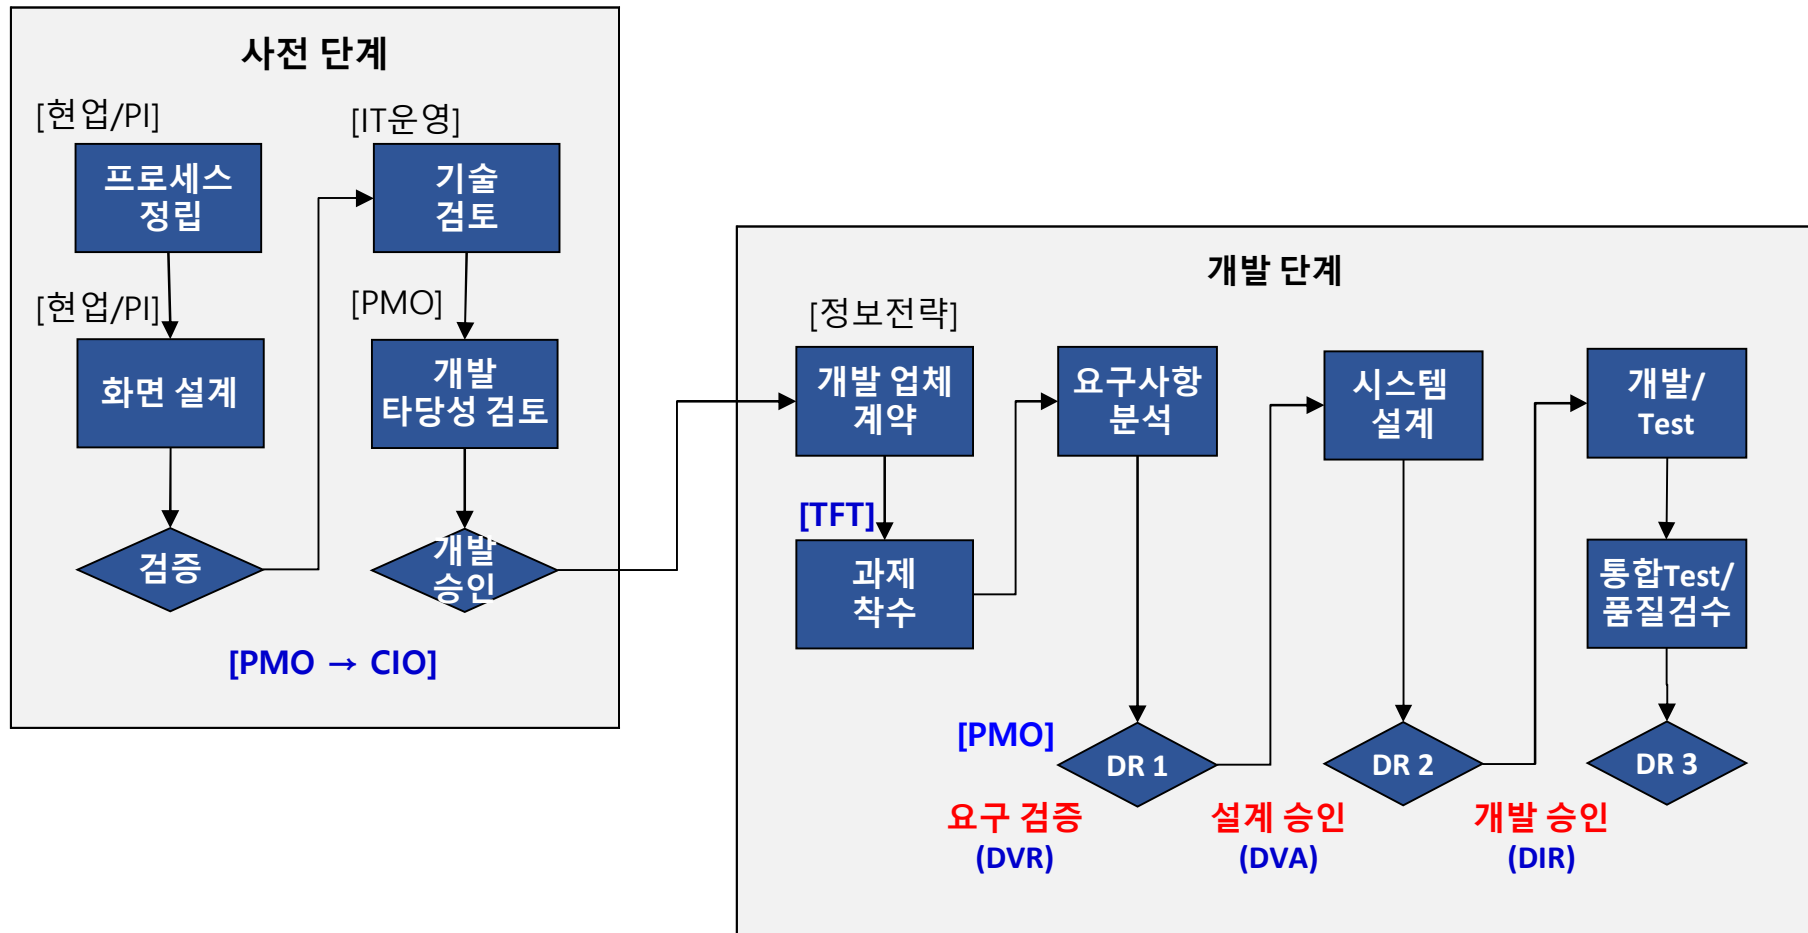 사전 단계
[현업/PI]
프로세스
정립
[현업/PI]
화면 설계
검증
[IT운영]
기술
검토
[PMO]
개발
타당성 검토
개발
승인
[PMO → CIO]
개발 단계
[정보전략]
개발 업체
계약
[TFT]
과제
착수
요구사항
분석
[PMO]
DR 1
요구 검증
(DVR)
시스템
설계
DR 2
설계 승인
(DVA)
개발/
Test
통합Test/
품질검수
DR 3
개발 승인
(DIR)